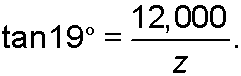 tan19° = 12,000/z.